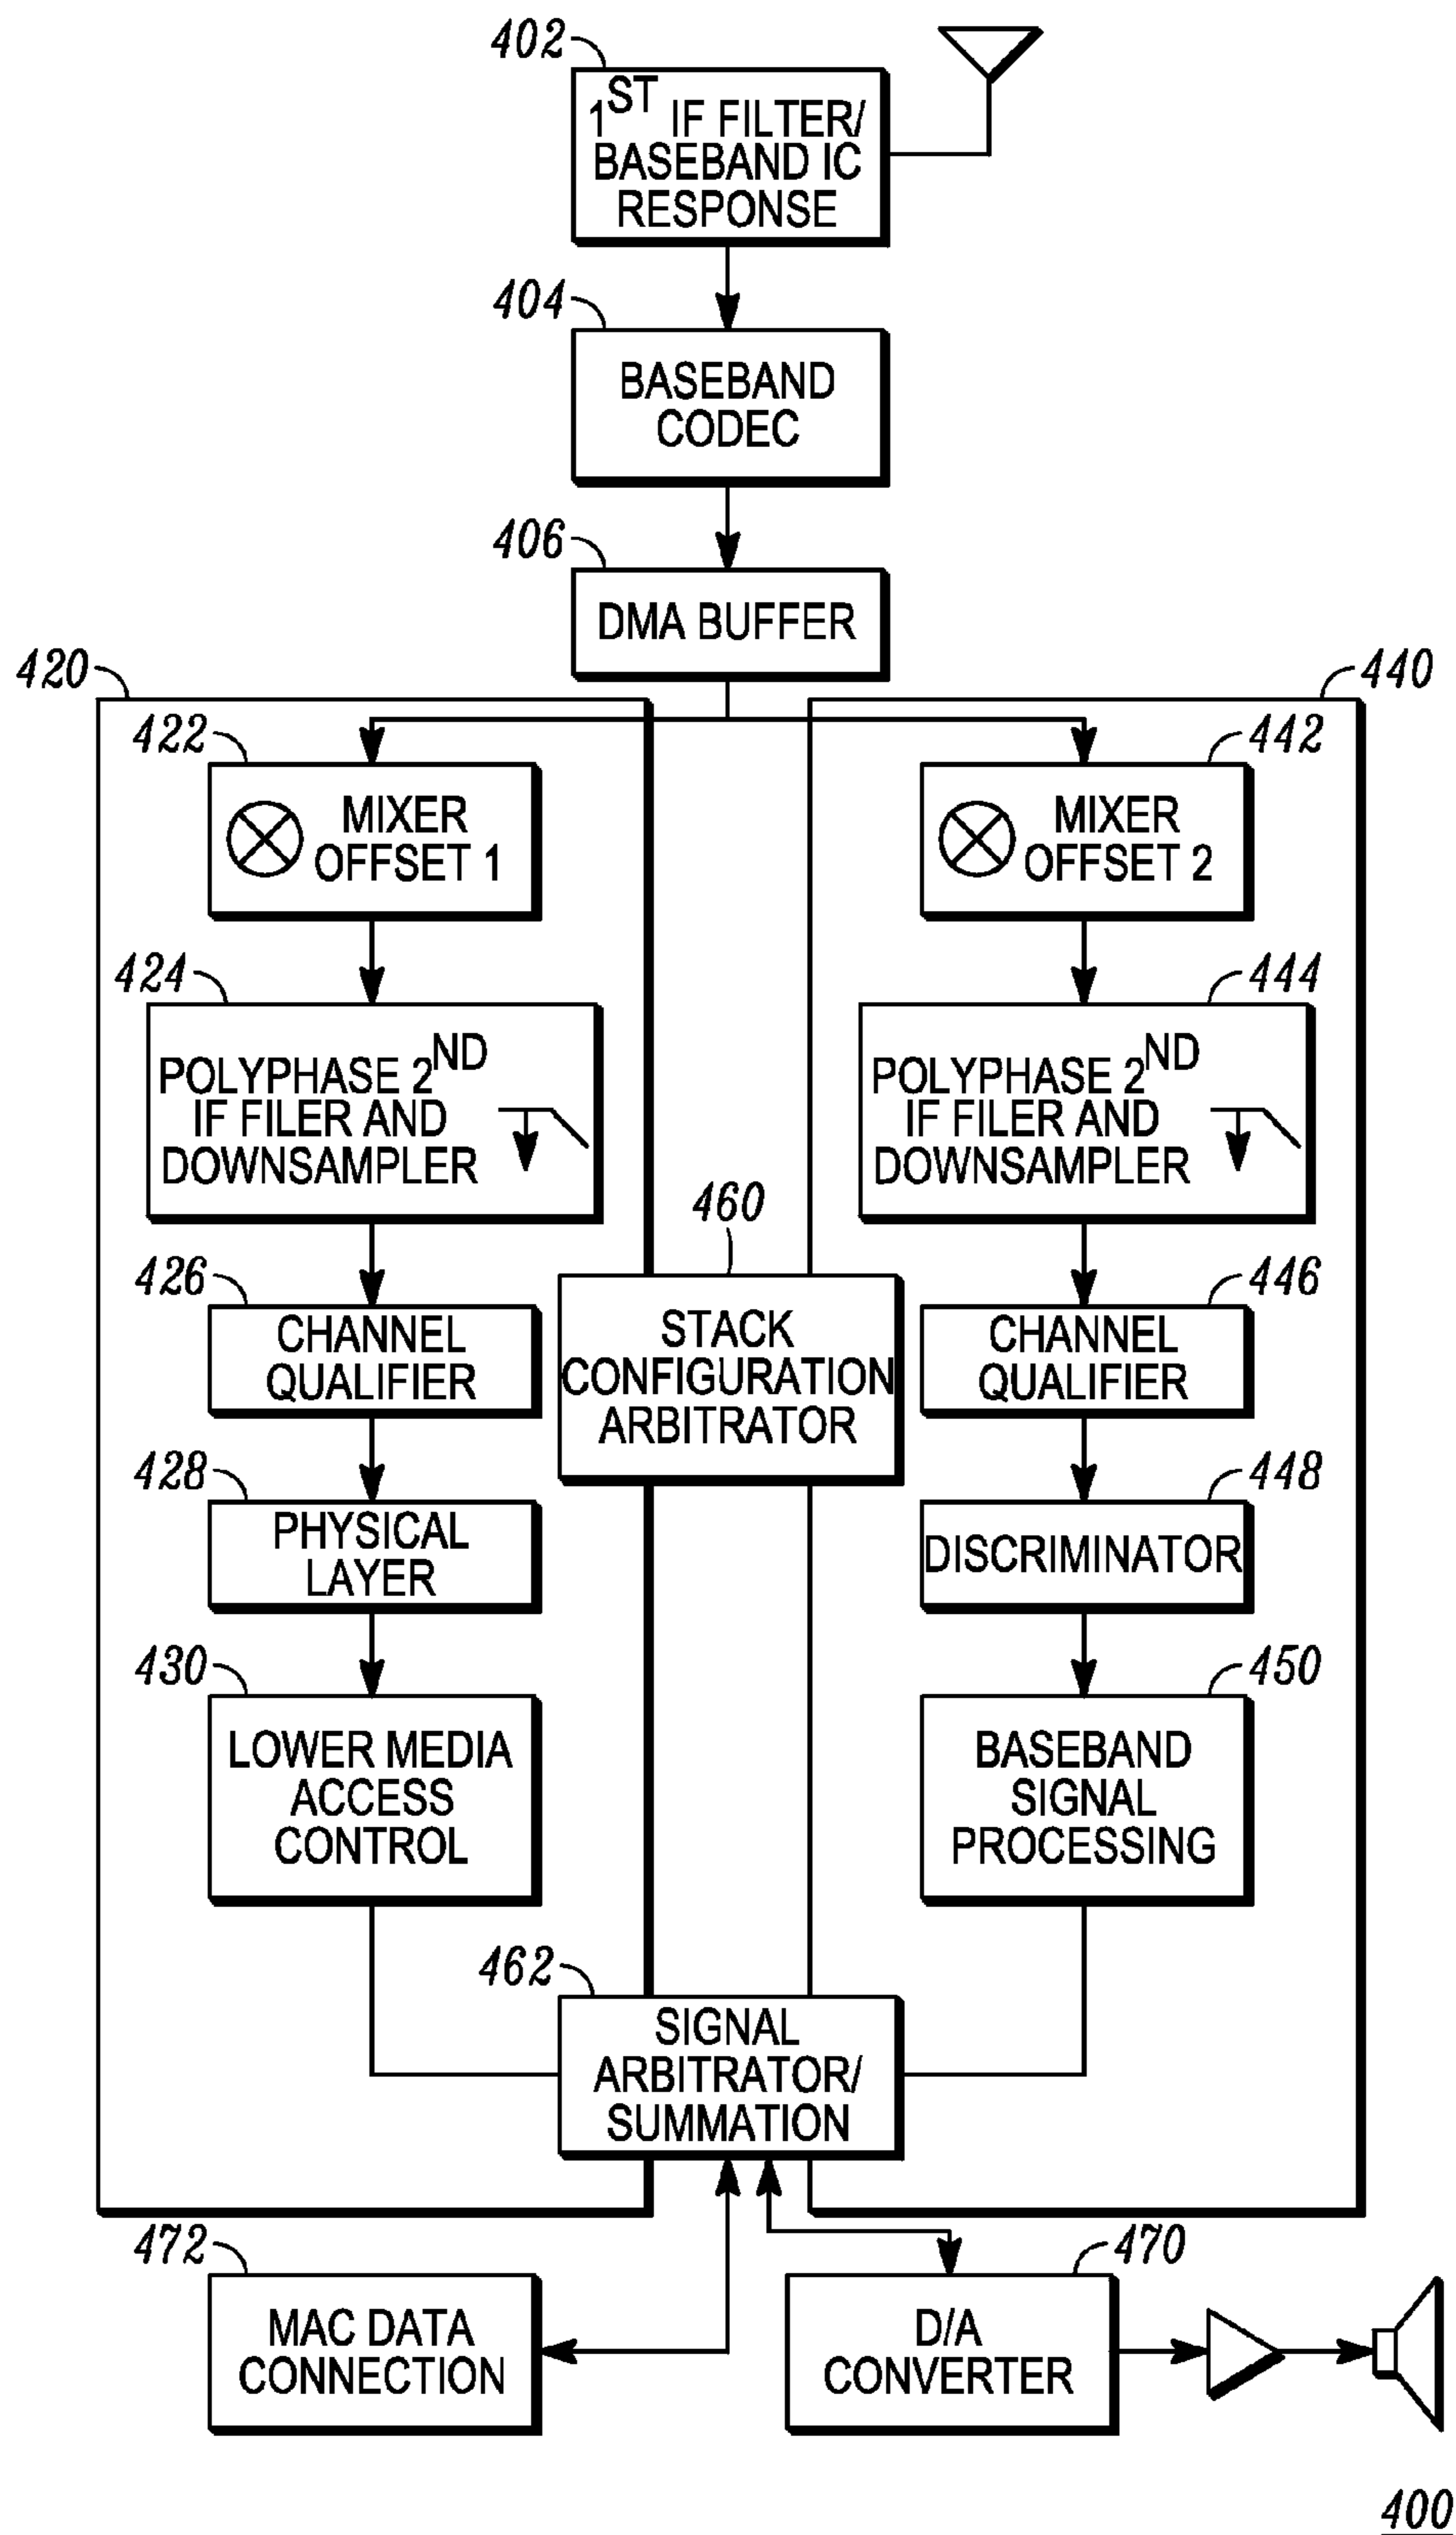 402
1ST IF FILTER/
BASEBAND IC
RESPONSE
404
BASEBAND
CODEC
406
DMA BUFFER
420
440
422
MIXER
OFFSET 1
442
MIXER
OFFSET 2
424
POLYPHASE 2ND
IF FILER AND
DOWNSAMPLER
444
POLYPHASE 2ND
IF FILER AND
DOWNSAMPLER
460
STACK
CONFIGURATION
ARBITRATOR
426
CHANNEL
QUALIFIER
446
CHANNEL
QUALIFIER
428
PHYSICAL
LAYER
448
DISCRIMINATOR
430
LOWER MEDIA
ACCESS
CONTROL
450
BASEBAND
SIGNAL
PROCESSING
462
SIGNAL
ARBITRATOR/
SUMMATION
472
MAC DATA
CONNECTION
470
D/A
CONVERTER
400